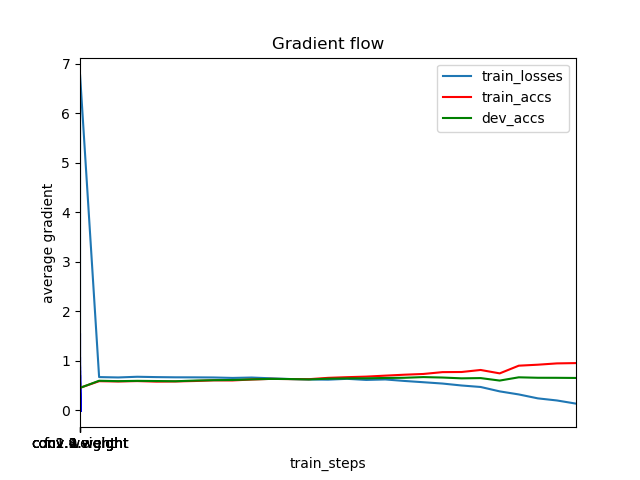 Gradient flow
train_losses
train_accs
dev_accs
average gradient
7
6
5
4
3
2
1
0
train_steps